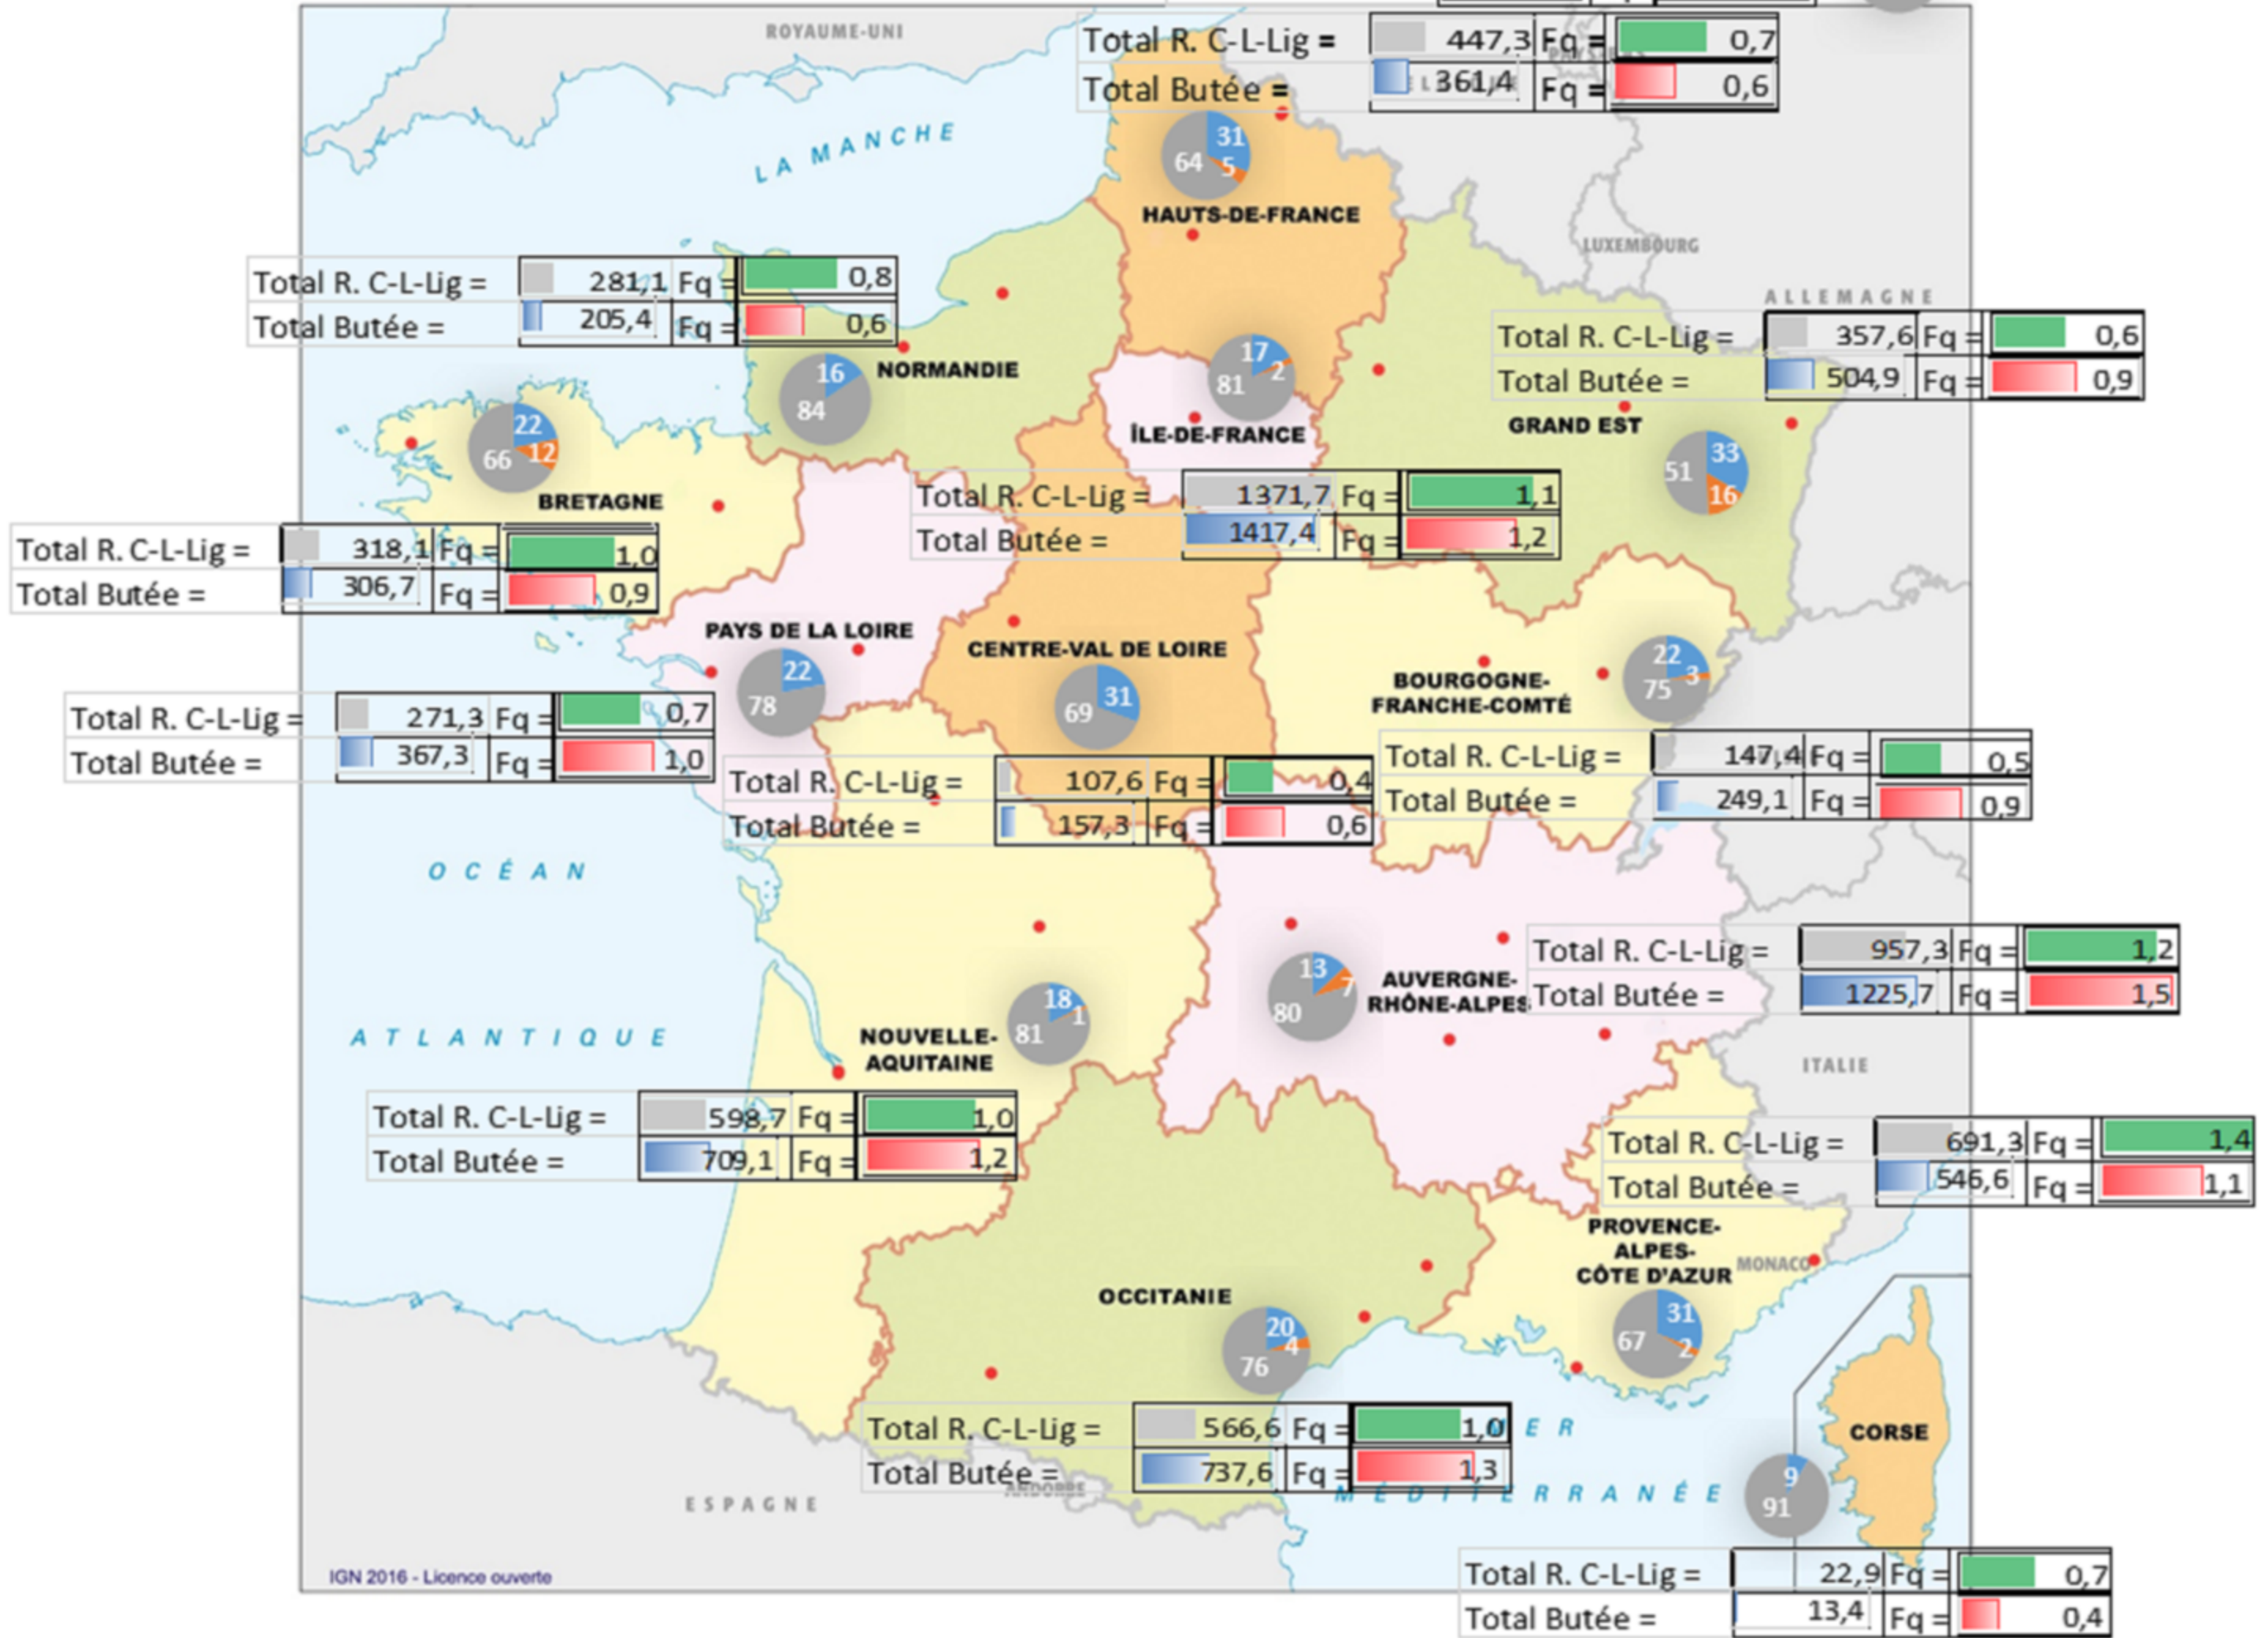 ROYAUME-UNI
Total R. C-L-Lig = 447,3 Fq = 0,7
Total Butée = 361,4 Fq = 0,6
LA MANCHE
31
64
5
HAUTS-DE-FRANCE
LUXEMBOURG
Total R. C-L-Lig = 281,1 Fq = 0,8
Total Butée = 205,4 Fq = 0,6
ALLEMAGNE
Total R. C-L-Lig = 357,6 Fq = 0,6
Total Butée = 504,9 Fq = 0,9
16
84
NORMANDIE
17
2
81
ÎLE-DE-FRANCE
GRAND EST
33
51
16
22
12
66
BRETAGNE
Total R. C-L-Lig = 1371,7 Fq = 1,1
Total Butée = 1417,4 Fq = 1,2
Total R. C-L-Lig = 318,1 Fq = 1,0
Total Butée = 306,7 Fq = 0,9
PAYS DE LA LOIRE
22
78
CENTRE-VAL DE LOIRE
31
69
BOURGOGNE-
FRANCHE-COMTÉ
22
3
75
Total R. C-L-Lig = 271,3 Fq = 0,7
Total Butée = 367,3 Fq = 1,0
Total R. C-L-Lig = 107,6 Fq = 0,4
Total Butée = 157,3 Fq = 0,6
Total R. C-L-Lig = 147,4 Fq = 0,5
Total Butée = 249,1 Fq = 0,9
OCÉAN
ATLANTIQUE
18
1
81
NOUVELLE-
AQUITAINE
13
7
80
AUVERGNE-
RHÔNE-ALPES
Total R. C-L-Lig = 957,3 Fq = 1,2
Total Butée = 1225,7 Fq = 1,5
ITALIE
Total R. C-L-Lig = 598,7 Fq = 1,0
Total Butée = 709,1 Fq = 1,2
Total R. C-L-Lig = 691,3 Fq = 1,4
Total Butée = 546,6 Fq = 1,1
PROVENCE-
ALPES-
CÔTE D'AZUR
MONACO
31
67
2
OCCITANIE
20
4
76
Total R. C-L-Lig = 566,6 Fq = 1,0
Total Butée = 737,6 Fq = 1,3
MER
MÉDITERRANÉE
ANDORRE
ESPAGNE
CORSE
9
91
Total R. C-L-Lig = 22,9 Fq = 0,7
Total Butée = 13,4 Fq = 0,4
IGN 2016 - Licence ouverte